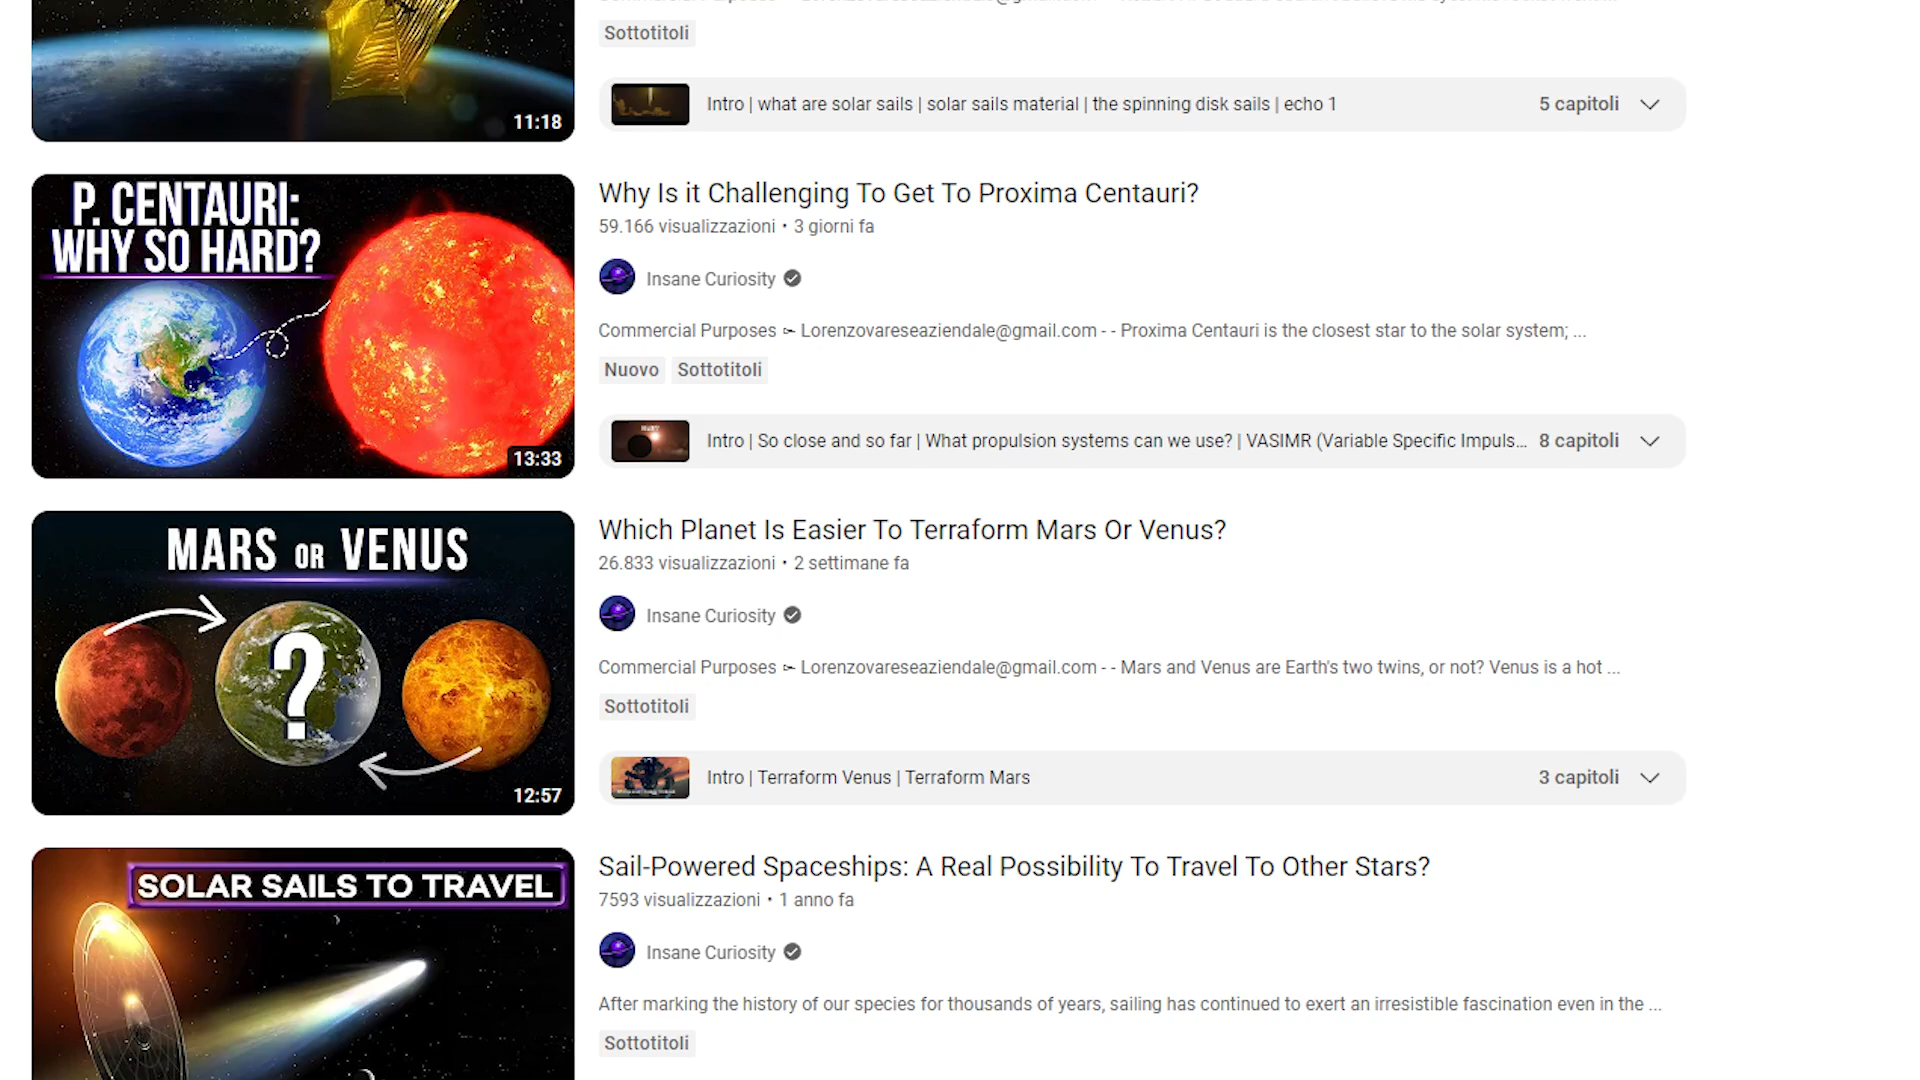 Sottotitoli
11:18
Intro | what are solar sails | solar sails material | the spinning disk sails | echo 1
5 capitoli
P. CENTAURI:
WHY SO HARD?
13:33
Why Is it Challenging To Get To Proxima Centauri?
59.166 visualizzazioni • 3 giorni fa
Insane Curiosity
Commercial Purposes ➣ Lorenzovareseaziendale@gmail.com - - Proxima Centauri is the closest star to the solar system; ...
Nuovo
Sottotitoli
Intro | So close and so far | What propulsion systems can we use? | VASIMR (Variable Specific Impuls...
8 capitoli
MARS OR VENUS
?
12:57
Which Planet Is Easier To Terraform Mars Or Venus?
26.833 visualizzazioni • 2 settimane fa
Insane Curiosity
Commercial Purposes ➣ Lorenzovareseaziendale@gmail.com - - Mars and Venus are Earth's two twins, or not? Venus is a hot ...
Sottotitoli
Intro | Terraform Venus | Terraform Mars
3 capitoli
SOLAR SAILS TO TRAVEL
Sail-Powered Spaceships: A Real Possibility To Travel To Other Stars?
7593 visualizzazioni • 1 anno fa
Insane Curiosity
After marking the history of our species for thousands of years, sailing has continued to exert an irresistible fascination even in the ...
Sottotitoli